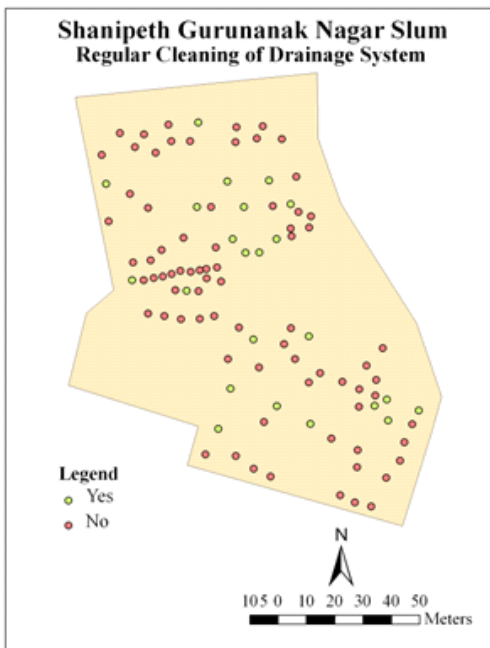 Shanipeth Gurunanak Nagar Slum
Regular Cleaning of Drainage System
Legend
Yes
No
N
10 5 0 10 20 30 40 50
Meters